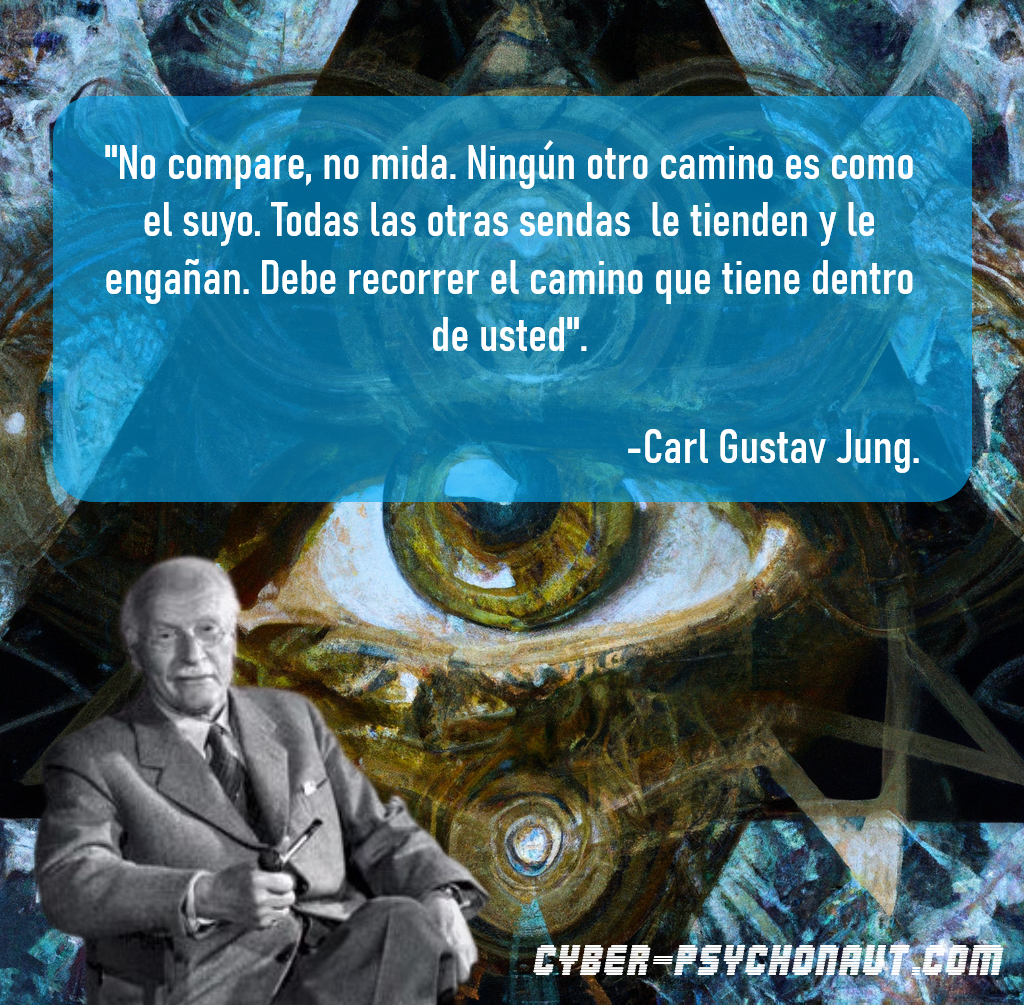 "No compare, no mida. Ningún otro camino es como
el suyo. Todas las otras sendas  le tienden y le
engañan. Debe recorrer el camino que tiene dentro
de usted".
-Carl Gustav Jung.
CYBER-PSYCHONAUT.COM